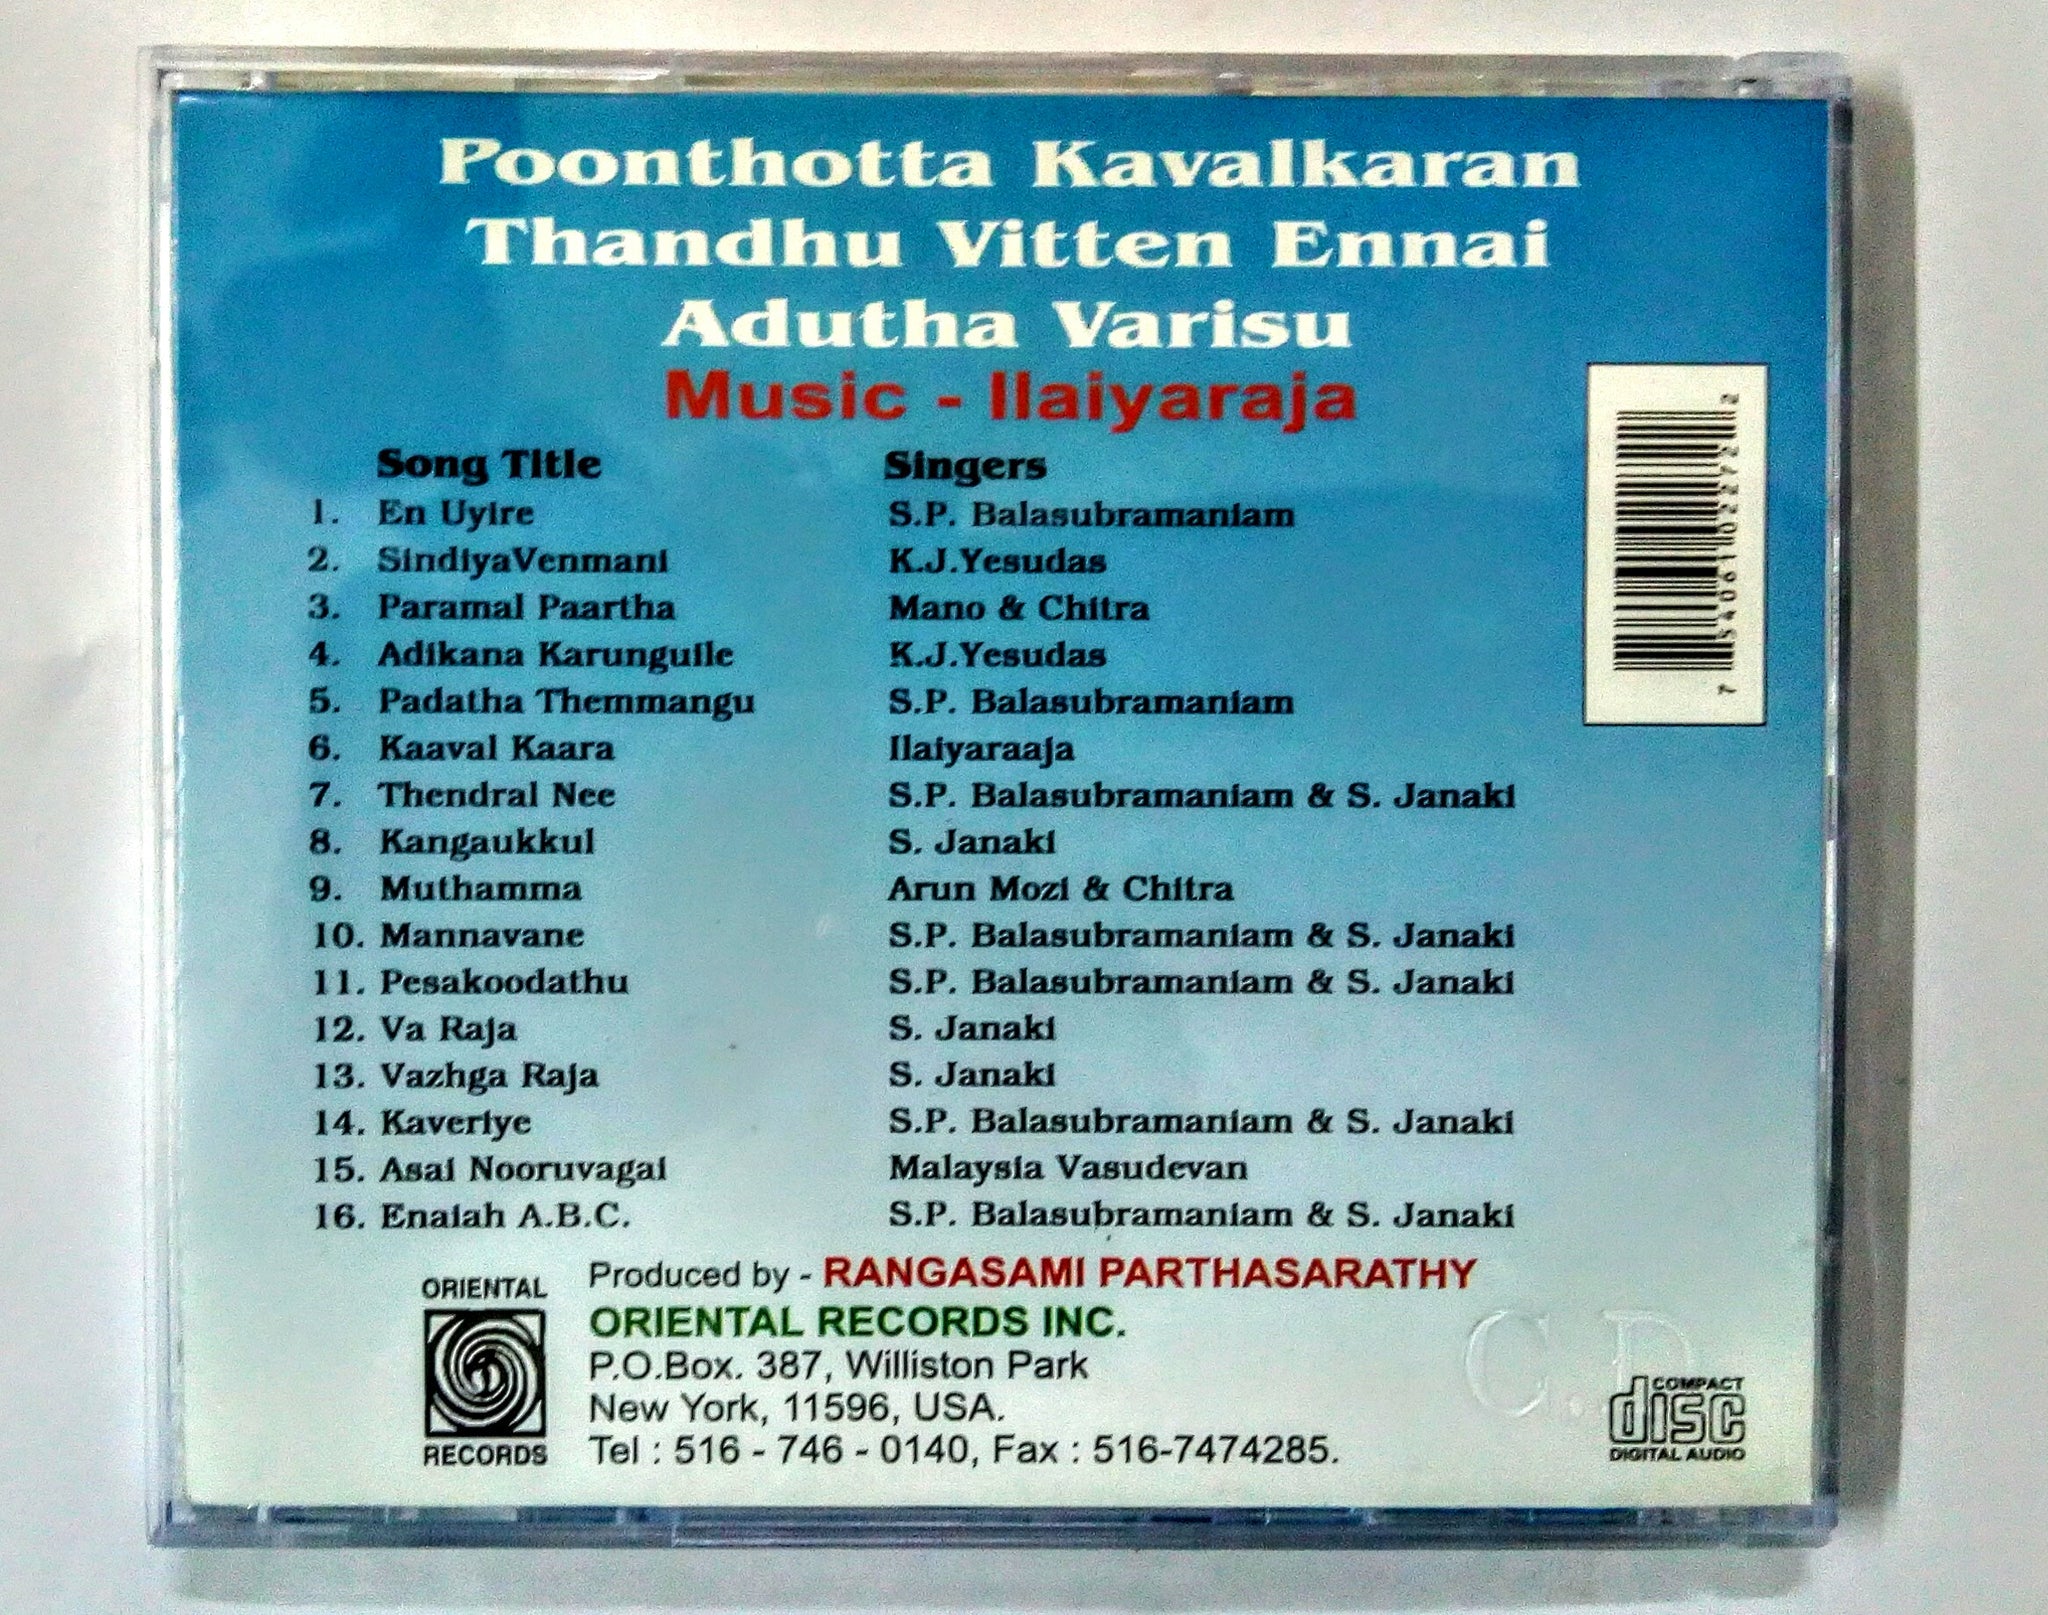 Poonthotta Kavalkaran
Thandhu Vitten Ennai
Adutha Varisu
Music - Ilaiyaraja
Song Title Singers
1. En Uyire S.P. Balasubramaniam
2. SindiyaVenmani K.J.Yesudas
3. Paramal Paartha Mano & Chitra
4. Adikana Karunguile K.J.Yesudas
5. Padatha Themmangu S.P. Balasubramaniam
6. Kaaval Kaara Ilaiyaraaja
7. Thendral Nee S.P. Balasubramaniam & S. Janaki
8. Kangaukkul S. Janaki
9. Muthamma Arun Mozi & Chitra
10. Mannavane S.P. Balasubramaniam & S. Janaki
11. Pesakoodathu S.P. Balasubramaniam & S. Janaki
12. Va Raja S. Janaki
13. Vazhga Raja S. Janaki
14. Kaveriye S.P. Balasubramaniam & S. Janaki
15. Asai Nooruvagai Malaysia Vasudevan
16. Enaiah A.B.C. S.P. Balasubramaniam & S. Janaki
7 54061 02272 2
ORIENTAL
RECORDS
Produced by - RANGASAMI PARTHASARATHY
ORIENTAL RECORDS INC.
P.O.Box. 387, Williston Park
New York, 11596, USA.
Tel : 516 - 746 - 0140, Fax : 516-7474285.
C.D.
COMPACT
disc
DIGITAL AUDIO